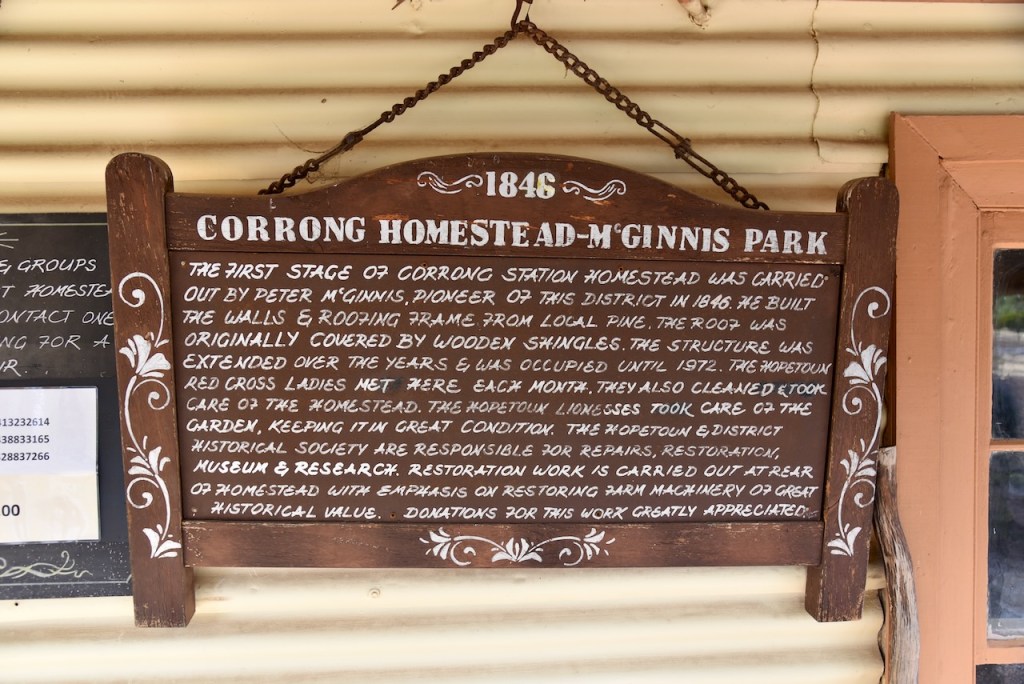 1846
CORRONG HOMESTEAD-McGINNIS PARK
THE FIRST STAGE OF CORRONG STATION HOMESTEAD WAS CARRIED
OUT BY PETER McGINNIS, PIONEER OF THIS DISTRICT IN 1846. HE BUILT
THE WALLS & ROOFING FRAME FROM LOCAL PINE. THE ROOF WAS
ORIGINALLY COVERED BY WOODEN SHINGLES. THE STRUCTURE WAS
EXTENDED OVER THE YEARS & WAS OCCUPIED UNTIL 1972. THE HOPETOUN
RED CROSS LADIES MET HERE EACH MONTH. THEY ALSO CLEANED & TOOK
CARE OF THE HOMESTEAD. THE HOPETOUN LIONESSES TOOK CARE OF THE
GARDEN, KEEPING IT IN GREAT CONDITION. THE HOPETOUN & DISTRICT
HISTORICAL SOCIETY ARE RESPONSIBLE FOR REPAIRS, RESTORATION,
MUSEUM & RESEARCH. RESTORATION WORK IS CARRIED OUT AT REAR
OF HOMESTEAD WITH EMPHASIS ON RESTORING FARM MACHINERY OF GREAT
HISTORICAL VALUE. DONATIONS FOR THIS WORK GREATLY APPRECIATED.
& GROUPS
HOMESTEA
ONTACT ONE
NG FOR A
UR.
413232614
38833165
28837266
.00